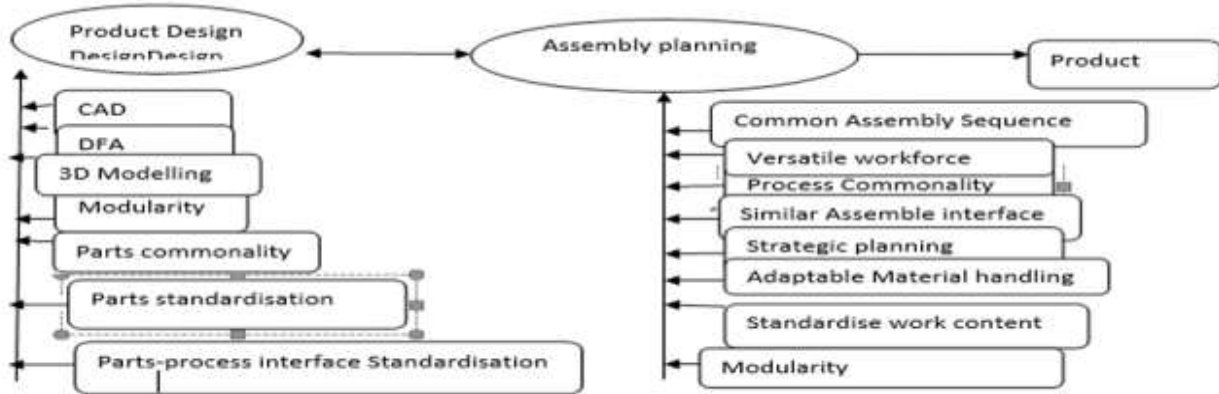 Product Design
DesignDesign
Assembly planning
Product
CAD
DFA
3D Modelling
Modularity
Parts commonality
Parts standardisation
Parts-process interface Standardisation
Common Assembly Sequence
Versatile workforce
Process Commonality
Similar Assemble interface
Strategic planning
Adaptable Material handling
Standardise work content
Modularity